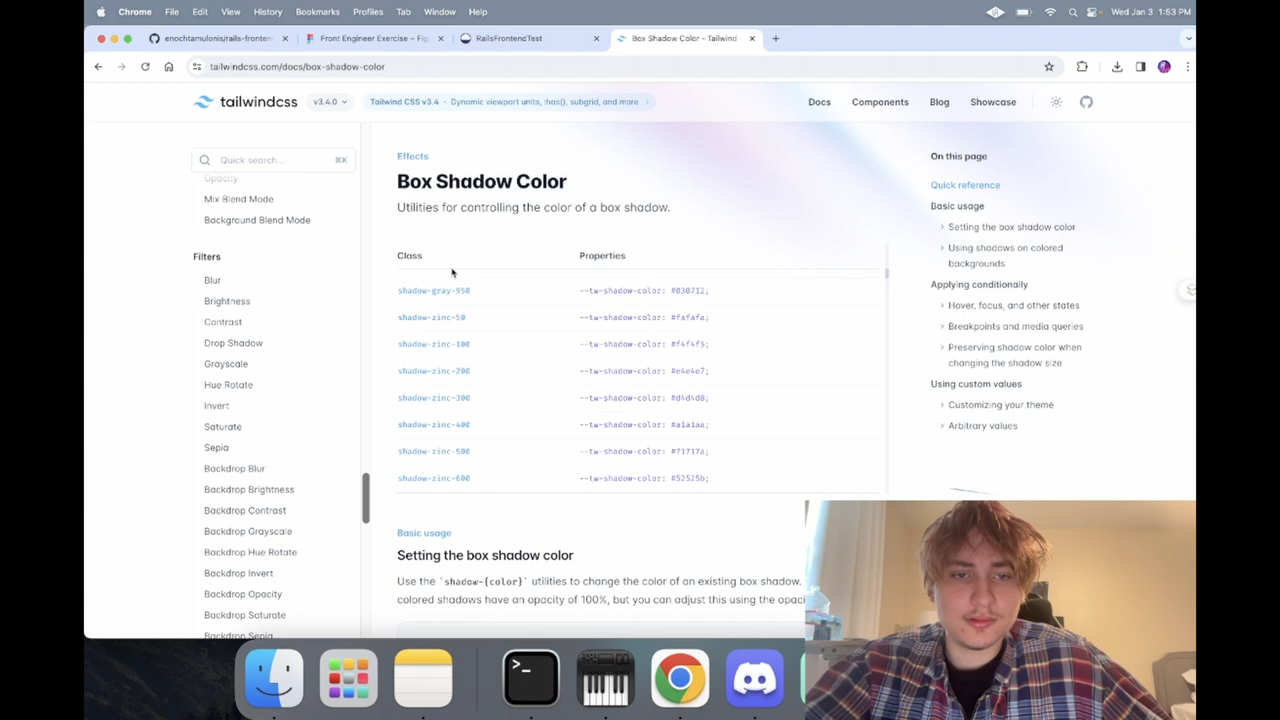 Chrome File Edit View History Bookmarks Profiles Tab Window Help Wed Jan 3 1:53 PM
enochtamulonis/rails-fronten Front Engineer Exercise – Fig RailsFrontendTest Box Shadow Color - Tailwind
tailwindcss.com/docs/box-shadow-color
tailwindcss v3.4.0 Tailwind CSS v3.4 · Dynamic viewport units, :has(), subgrid, and more Docs Components Blog Showcase
Quick search... ⌘K
Opacity
Mix Blend Mode
Background Blend Mode
Filters
Blur
Brightness
Contrast
Drop Shadow
Grayscale
Hue Rotate
Invert
Saturate
Sepia
Backdrop Blur
Backdrop Brightness
Backdrop Contrast
Backdrop Grayscale
Backdrop Hue Rotate
Backdrop Invert
Backdrop Opacity
Backdrop Saturate
Backdrop Sepia
Effects
Box Shadow Color
Utilities for controlling the color of a box shadow.
Class Properties
shadow-gray-950 --tw-shadow-color: #030712;
shadow-zinc-50 --tw-shadow-color: #fafafa;
shadow-zinc-100 --tw-shadow-color: #f4f4f5;
shadow-zinc-200 --tw-shadow-color: #e4e4e7;
shadow-zinc-300 --tw-shadow-color: #d4d4d8;
shadow-zinc-400 --tw-shadow-color: #a1a1aa;
shadow-zinc-500 --tw-shadow-color: #71717a;
shadow-zinc-600 --tw-shadow-color: #52525b;
Basic usage
Setting the box shadow color
Use the `shadow-{color}` utilities to change the color of an existing box shadow.
colored shadows have an opacity of 100%, but you can adjust this using the opaci
On this page
Quick reference
Basic usage
Setting the box shadow color
Using shadows on colored
backgrounds
Applying conditionally
Hover, focus, and other states
Breakpoints and media queries
Preserving shadow color when
changing the shadow size
Using custom values
Customizing your theme
Arbitrary values